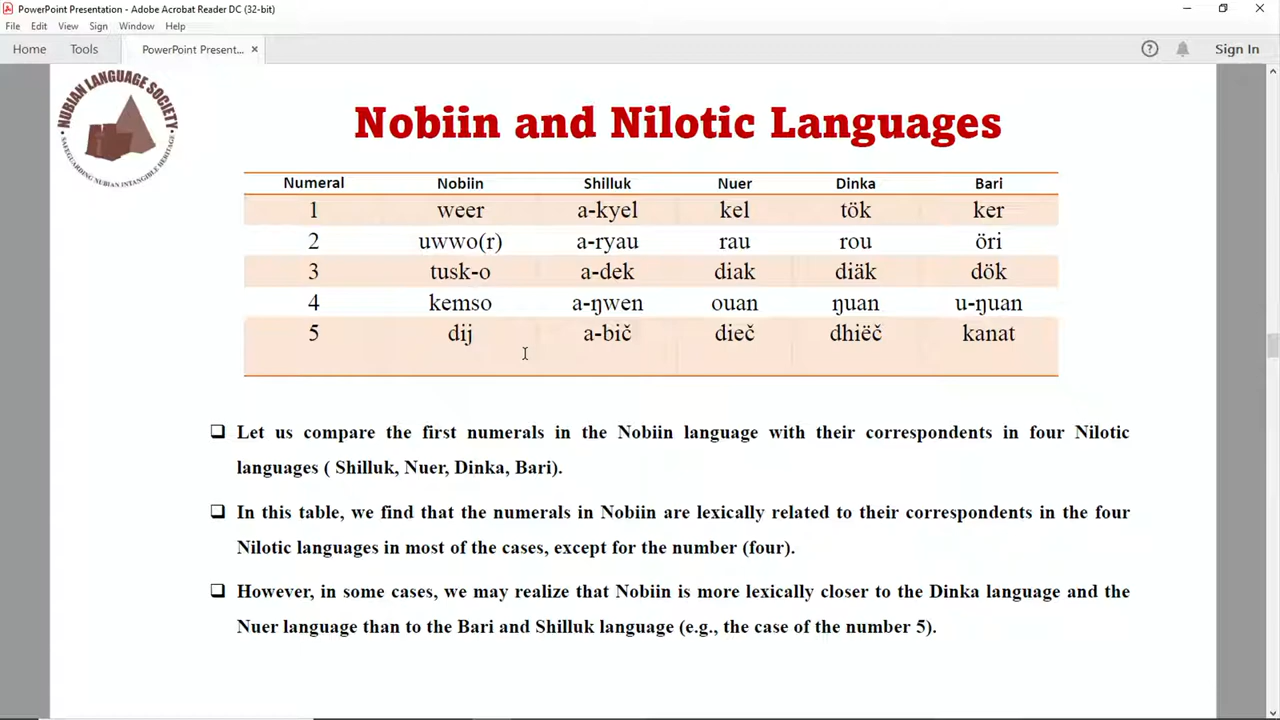 PowerPoint Presentation - Adobe Acrobat Reader DC (32-bit)
File Edit View Sign Window Help
Home Tools PowerPoint Present... × Sign In
NUBIAN LANGUAGE SOCIETY
SAFEGUARDING NUBIAN INTANGIBLE HERITAGE
Nobiin and Nilotic Languages
Numeral Nobiin Shilluk Nuer Dinka Bari
1 weer a-kyel kel tök ker
2 uwwo(r) a-ryau rau rou öri
3 tusk-o a-dek diak diäk dök
4 kemso a-ŋwen ouan ŋuan u-ŋuan
5 dij a-bič dieč dhiëč kanat
❑ Let us compare the first numerals in the Nobiin language with their correspondents in four Nilotic
languages ( Shilluk, Nuer, Dinka, Bari).
❑ In this table, we find that the numerals in Nobiin are lexically related to their correspondents in the four
Nilotic languages in most of the cases, except for the number (four).
❑ However, in some cases, we may realize that Nobiin is more lexically closer to the Dinka language and the
Nuer language than to the Bari and Shilluk language (e.g., the case of the number 5).